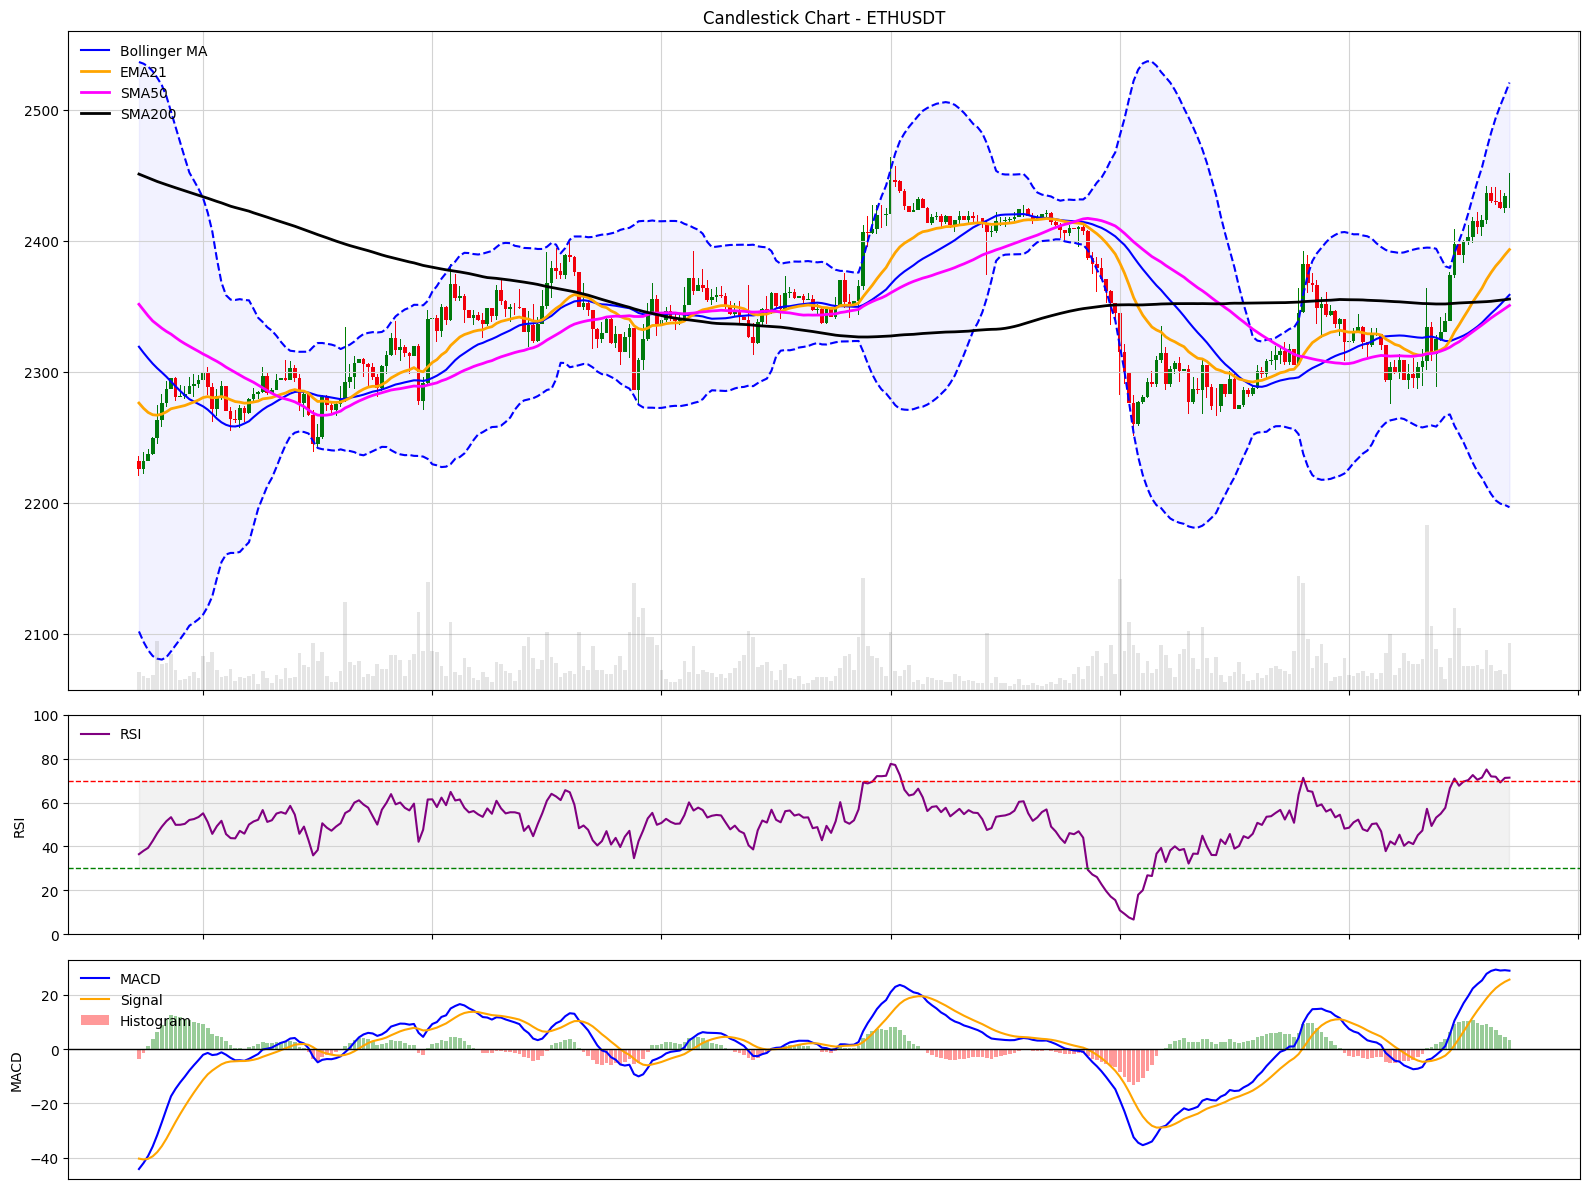 Candlestick Chart - ETHUSDT
Bollinger MA
EMA21
SMA50
SMA200
2500
2400
2300
2200
2100
RSI
100
80
60
40
20
0
RSI
MACD
Signal
Histogram
20
0
−20
−40
MACD